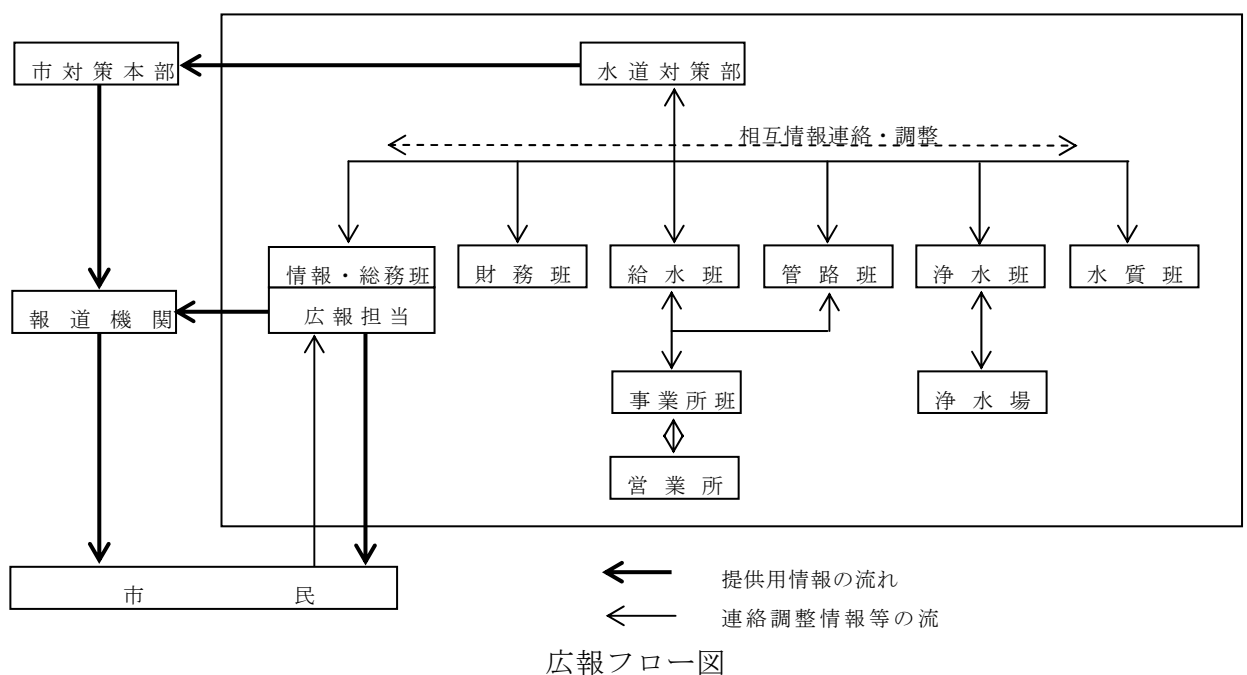 市対策本部
水道対策部
相互情報連絡・調整
情報・総務班
財務班
給水班
管路班
浄水班
水質班
報道機関
広報担当
事業所班
浄水場
営業所
市民
提供用情報の流れ
連絡調整情報等の流
広報フロー図